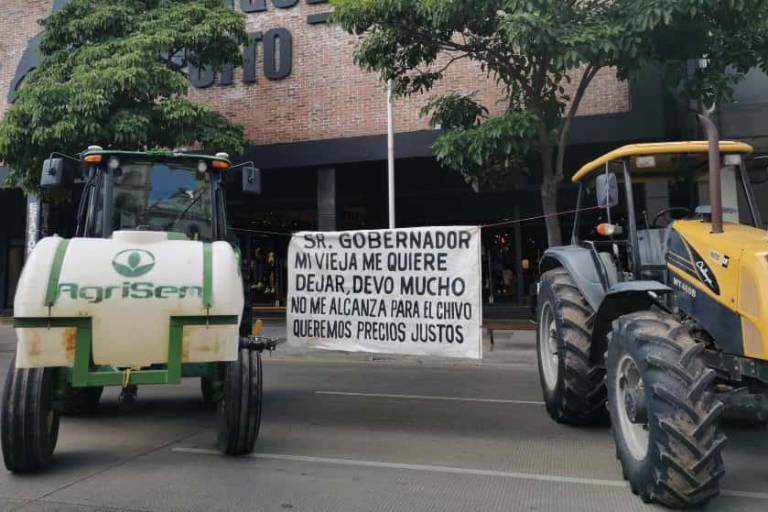 ITO
SR. GOBERNADOR
MI VIEJA ME QUIERE
DEJAR, DEVO MUCHO
NO ME ALCANZA PARA EL CHIVO
QUEREMOS PRECIOS JUSTOS
AgriSem